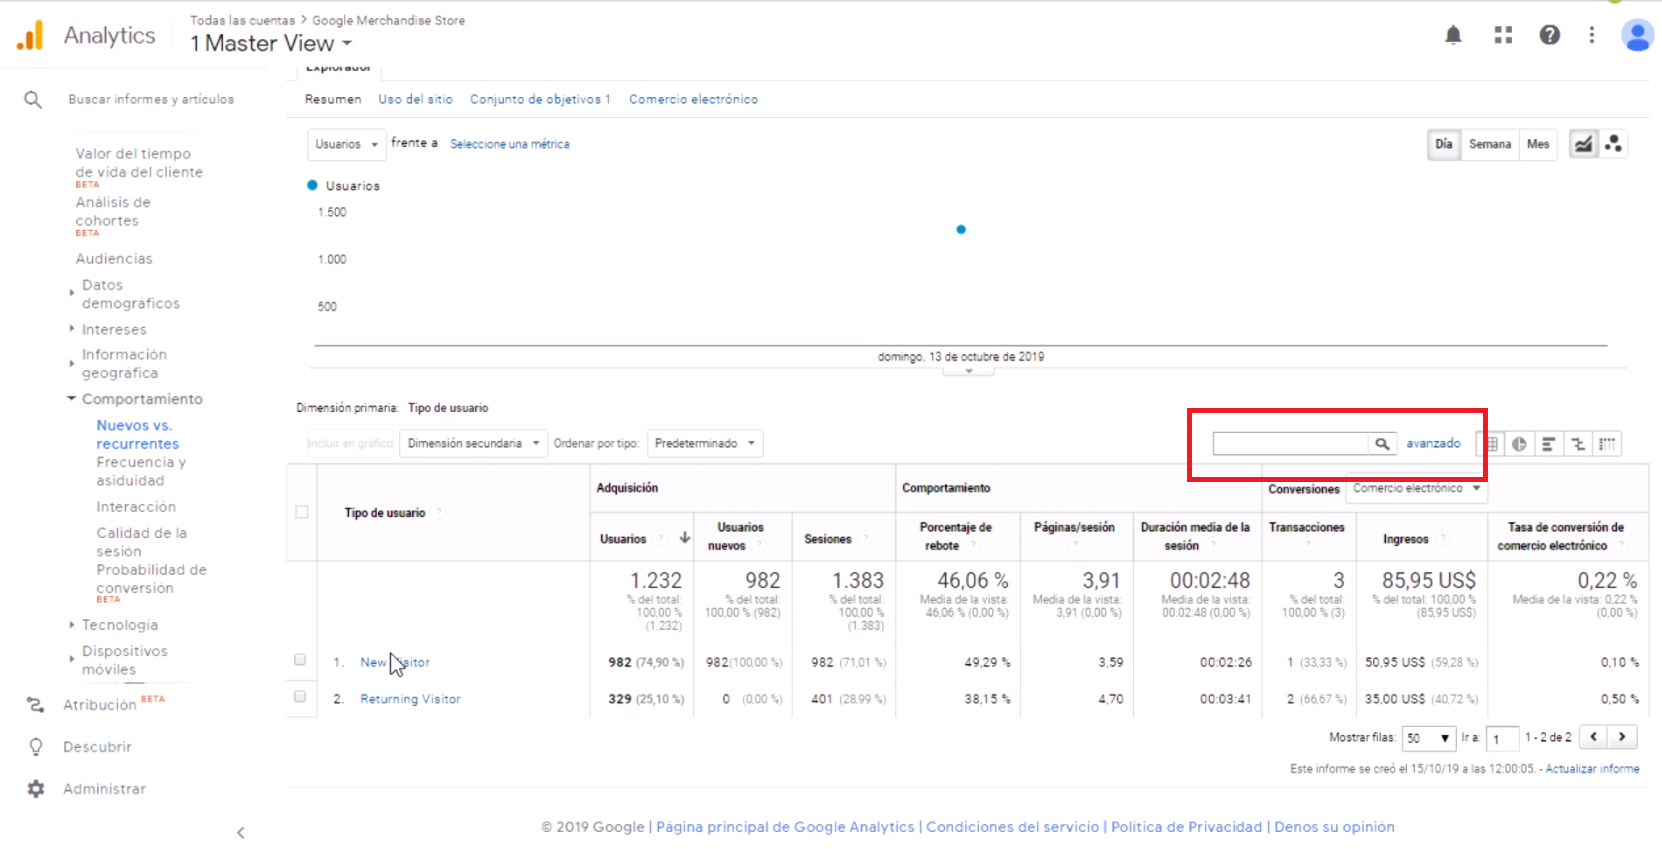 Todas las cuentas > Google Merchandise Store
Analytics
1 Master View
Buscar informes y artículos
Valor del tiempo
de vida del cliente
BETA
Análisis de
cohortes
BETA
Audiencias
Datos
demográficos
Intereses
Información
geográfica
Comportamiento
Nuevos vs.
recurrentes
Frecuencia y
asiduidad
Interacción
Calidad de la
sesión
Probabilidad de
conversión
BETA
Tecnología
Dispositivos
móviles
Atribución BETA
Descubrir
Administrar
Explorador
Resumen Uso del sitio Conjunto de objetivos 1 Comercio electrónico
Usuarios frente a Seleccione una métrica
Día Semana Mes
Usuarios
1.500
1.000
500
domingo, 13 de octubre de 2019
Dimensión primaria: Tipo de usuario
Incluir en gráfico Dimensión secundaria Ordenar por tipo: Predeterminado avanzado
Adquisición Comportamiento Conversiones Comercio electrónico
Tipo de usuario ?
Usuarios ?
Usuarios
nuevos ?
Sesiones ?
Porcentaje de
rebote ?
Páginas/sesión
?
Duración media de la
sesión ?
Transacciones
?
Ingresos ?
Tasa de conversión de
comercio electrónico ?
1.232
% del total:
100,00 %
(1.232)
982
% del total:
100,00 % (982)
1.383
% del total:
100,00 %
(1.383)
46,06 %
Media de la vista:
46,06 % (0,00 %)
3,91
Media de la vista:
3,91 (0,00 %)
00:02:48
Media de la vista:
00:02:48 (0,00 %)
3
% del total:
100,00 % (3)
85,95 US$
% del total: 100,00 %
(85,95 US$)
0,22 %
Media de la vista: 0,22 %
(0,00 %)
1. New Visitor 982 (74,90 %) 982(100,00 %) 982 (71,01 %) 49,29 % 3,59 00:02:26 1 (33,33 %) 50,95 US$ (59,28 %) 0,10 %
2. Returning Visitor 329 (25,10 %) 0 (0,00 %) 401 (28,99 %) 38,15 % 4,70 00:03:41 2 (66,67 %) 35,00 US$ (40,72 %) 0,50 %
Mostrar filas: 50 Ir a: 1 1 - 2 de 2
Este informe se creó el 15/10/19 a las 12:00:05. - Actualizar informe
© 2019 Google | Página principal de Google Analytics | Condiciones del servicio | Política de Privacidad | Denos su opinión